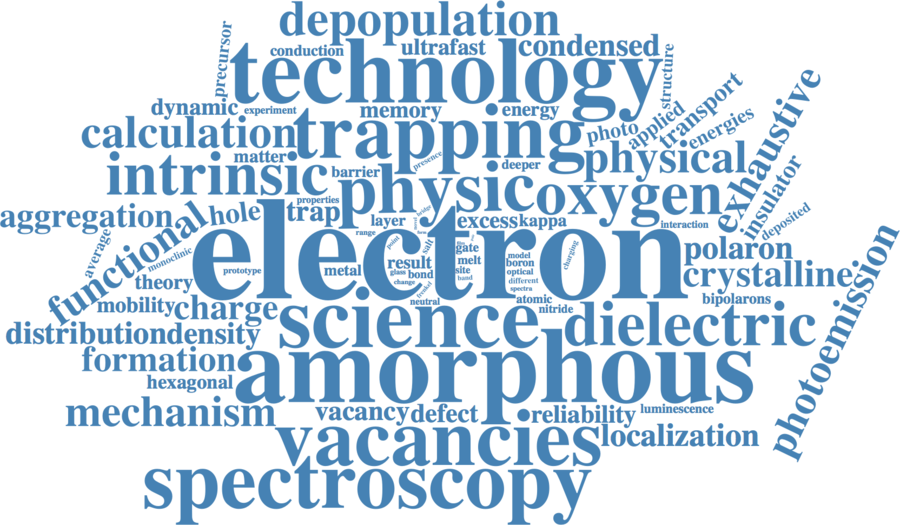 depopulation
precursor
conduction
ultrafast
condensed
structure
technology
dynamic
experiment
memory
energy
photo
applied
transport
energies
exhaustive
calculation
trapping
matter
presence
deeper
physical
intrinsic
barrier
physic
oxygen
insulator
properties
aggregation
functional
hole
trap
layer
excess
kappa
interaction
deposited
range
average
monoclinic
electron
point
salt
gate
charging
polaron
prototype
metal
result
melt
model
boron
crystalline
theory
glass
bond
site
band
optical
change
different
spectra
frenkel
mobility
charge
neutral
atomic
nitride
bipolarons
photoemission
distribution
density
science
dielectric
formation
amorphous
hexagonal
mechanism
vacancy
defect
reliability
luminescence
vacancies
localization
spectroscopy